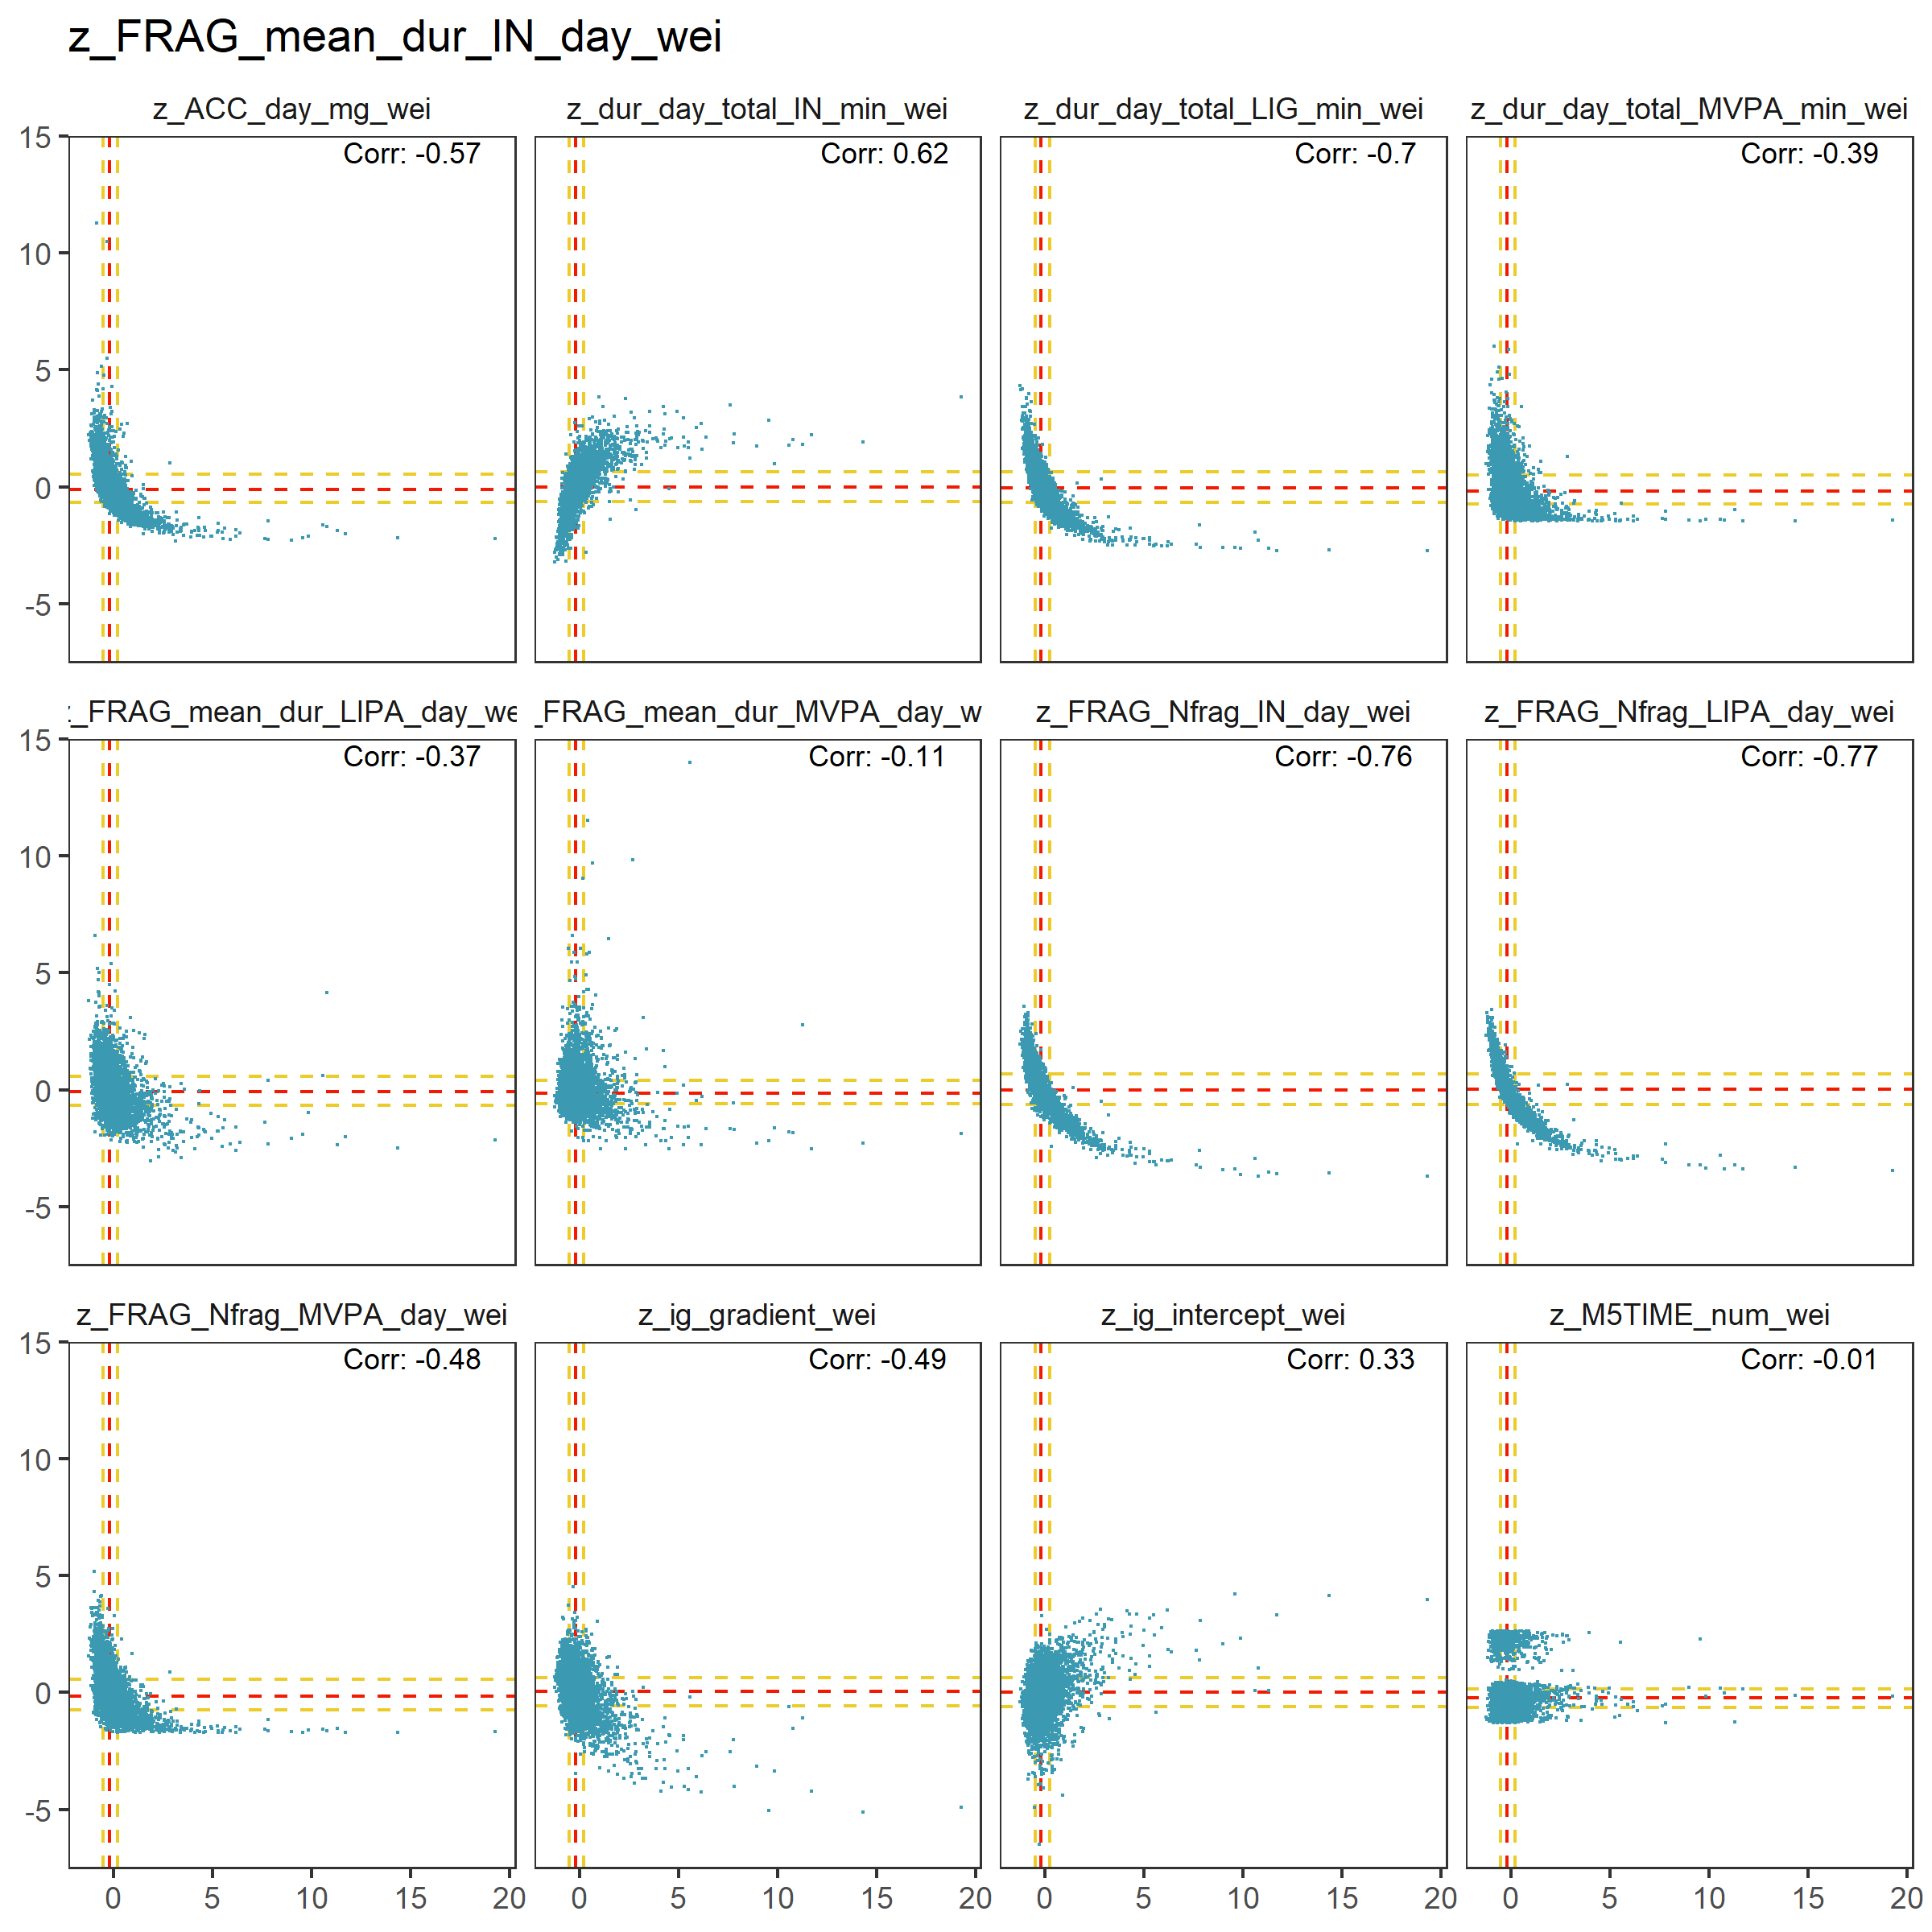 z_FRAG_mean_dur_IN_day_wei
z_ACC_day_mg_wei
z_dur_day_total_IN_min_wei
z_dur_day_total_LIG_min_wei
z_dur_day_total_MVPA_min_wei
15
10
5
0
-5
Corr: -0.57
Corr: 0.62
Corr: -0.7
Corr: -0.39
_FRAG_mean_dur_LIPA_day_we
_FRAG_mean_dur_MVPA_day_w
z_FRAG_Nfrag_IN_day_wei
z_FRAG_Nfrag_LIPA_day_wei
15
10
5
0
-5
Corr: -0.37
Corr: -0.11
Corr: -0.76
Corr: -0.77
z_FRAG_Nfrag_MVPA_day_wei
z_ig_gradient_wei
z_ig_intercept_wei
z_M5TIME_num_wei
15
10
5
0
-5
Corr: -0.48
Corr: -0.49
Corr: 0.33
Corr: -0.01
0 5 10 15 20
0 5 10 15 20
0 5 10 15 20
0 5 10 15 20